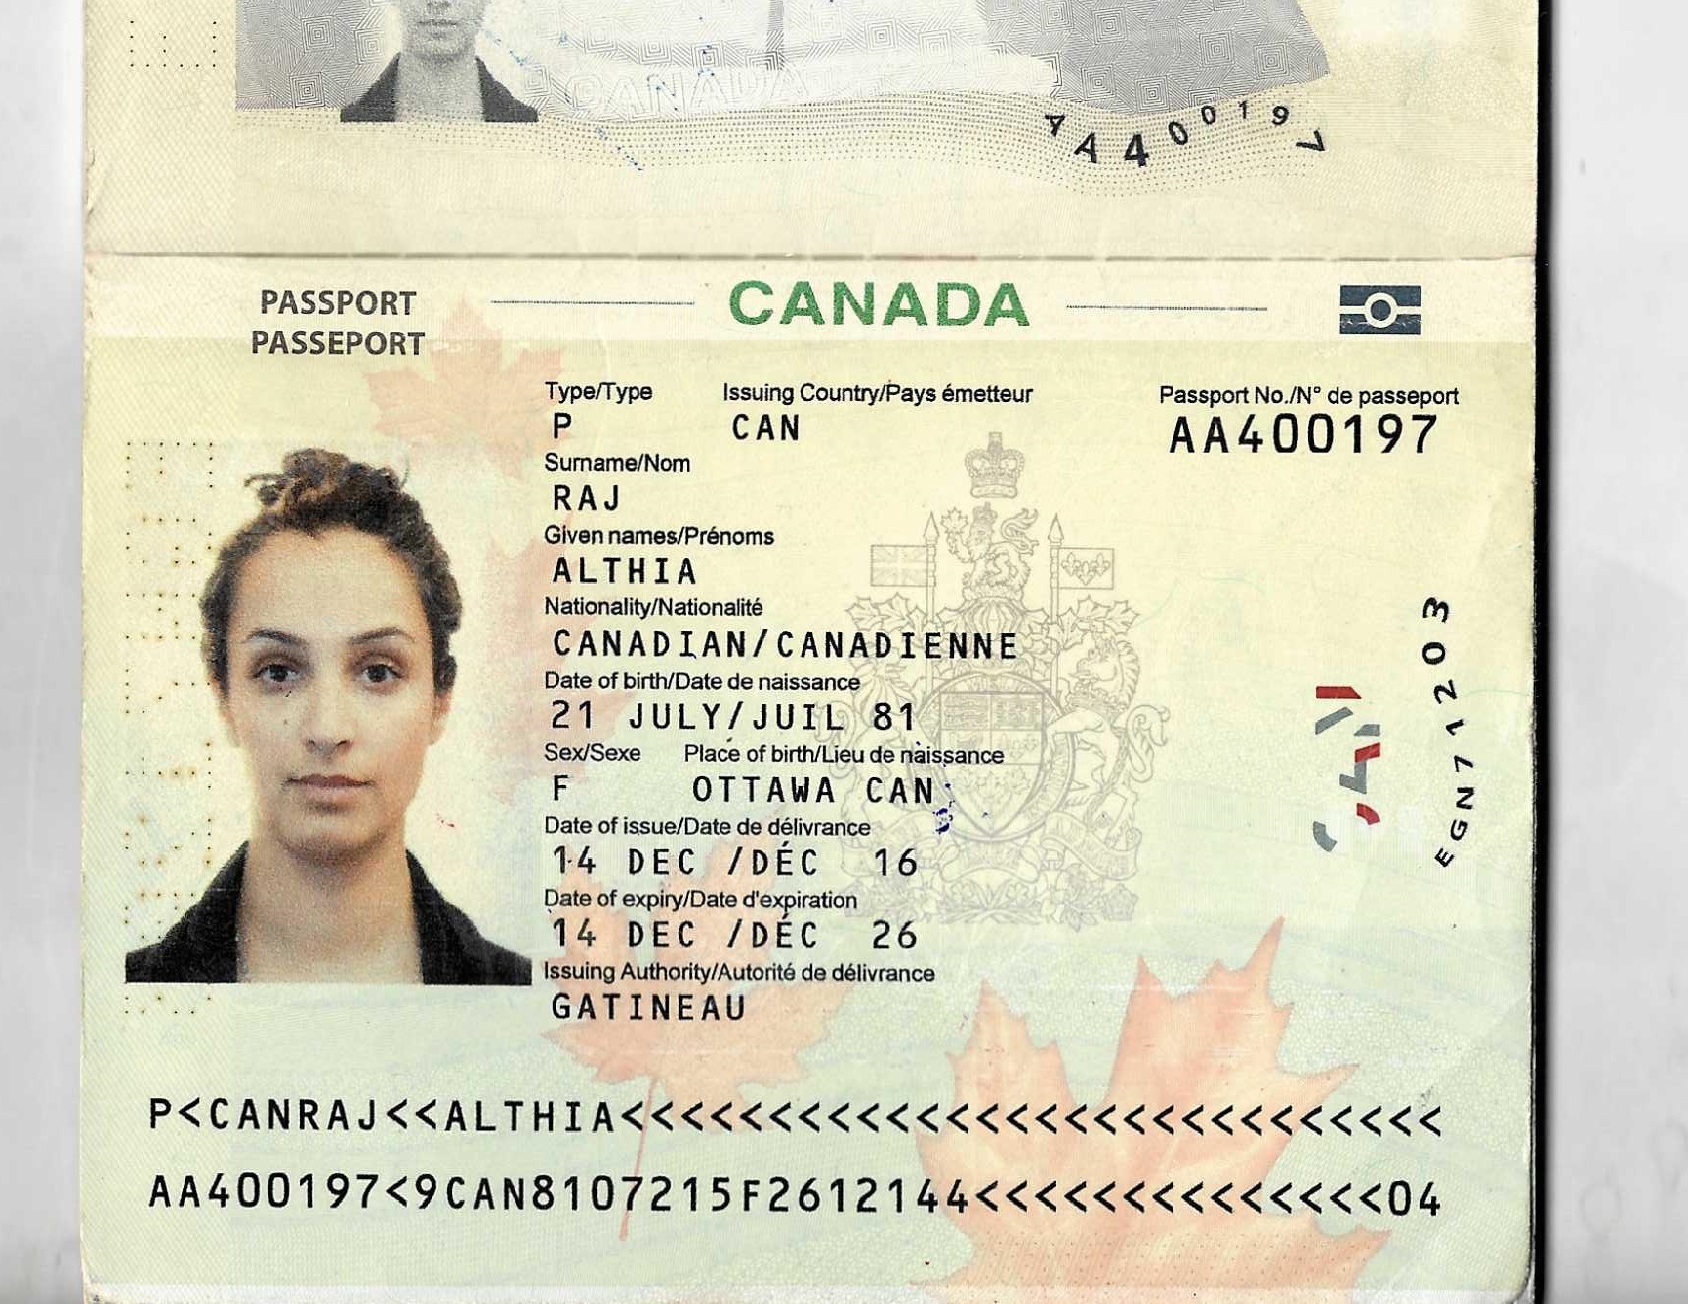 CANADA
AA400197
PASSPORT
PASSEPORT
CANADA
Type/Type Issuing Country/Pays émetteur Passport No./N° de passeport
P CAN AA400197
Surname/Nom
RAJ
Given names/Prénoms
ALTHIA
Nationality/Nationalité
CANADIAN/CANADIENNE
Date of birth/Date de naissance
21 JULY/JUIL 81
Sex/Sexe Place of birth/Lieu de naissance
F OTTAWA CAN
Date of issue/Date de délivrance
14 DEC /DÉC 16
Date of expiry/Date d'expiration
14 DEC /DÉC 26
Issuing Authority/Autorité de délivrance
GATINEAU
EGN71203
P<CANRAJ<<ALTHIA<<<<<<<<<<<<<<<<<<<<<<<<<<<<
AA400197<9CAN8107215F2612144<<<<<<<<<<<<<<04